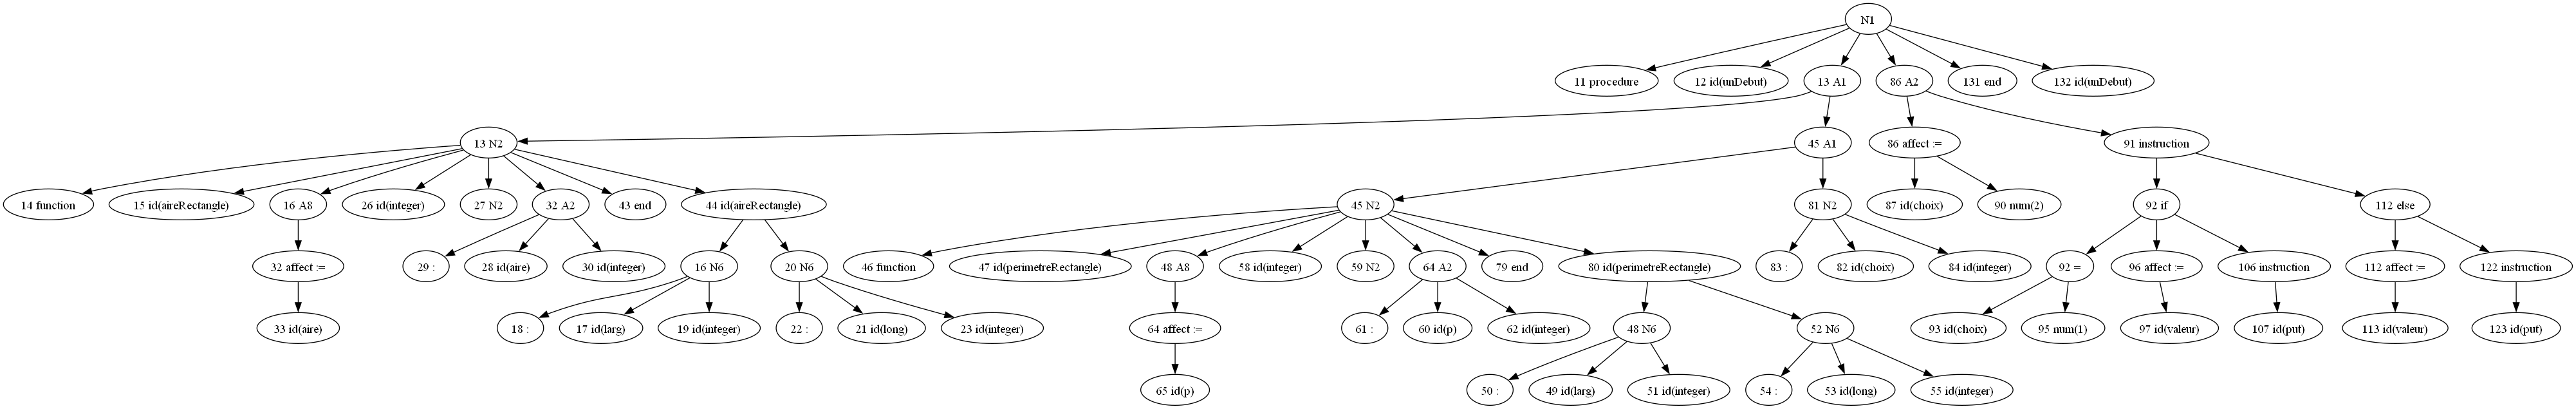 N1
11 procedure
12 id(unDebut)
13 A1
86 A2
131 end
132 id(unDebut)
13 N2
45 A1
86 affect :=
91 instruction
14 function
15 id(aireRectangle)
16 A8
26 id(integer)
27 N2
32 A2
43 end
44 id(aireRectangle)
45 N2
81 N2
87 id(choix)
90 num(2)
92 if
112 else
32 affect :=
29 :
28 id(aire)
30 id(integer)
16 N6
20 N6
46 function
47 id(perimetreRectangle)
48 A8
58 id(integer)
59 N2
64 A2
79 end
80 id(perimetreRectangle)
83 :
82 id(choix)
84 id(integer)
92 =
96 affect :=
106 instruction
112 affect :=
122 instruction
33 id(aire)
18 :
17 id(larg)
19 id(integer)
22 :
21 id(long)
23 id(integer)
64 affect :=
61 :
60 id(p)
62 id(integer)
48 N6
52 N6
93 id(choix)
95 num(1)
97 id(valeur)
107 id(put)
113 id(valeur)
123 id(put)
65 id(p)
50 :
49 id(larg)
51 id(integer)
54 :
53 id(long)
55 id(integer)